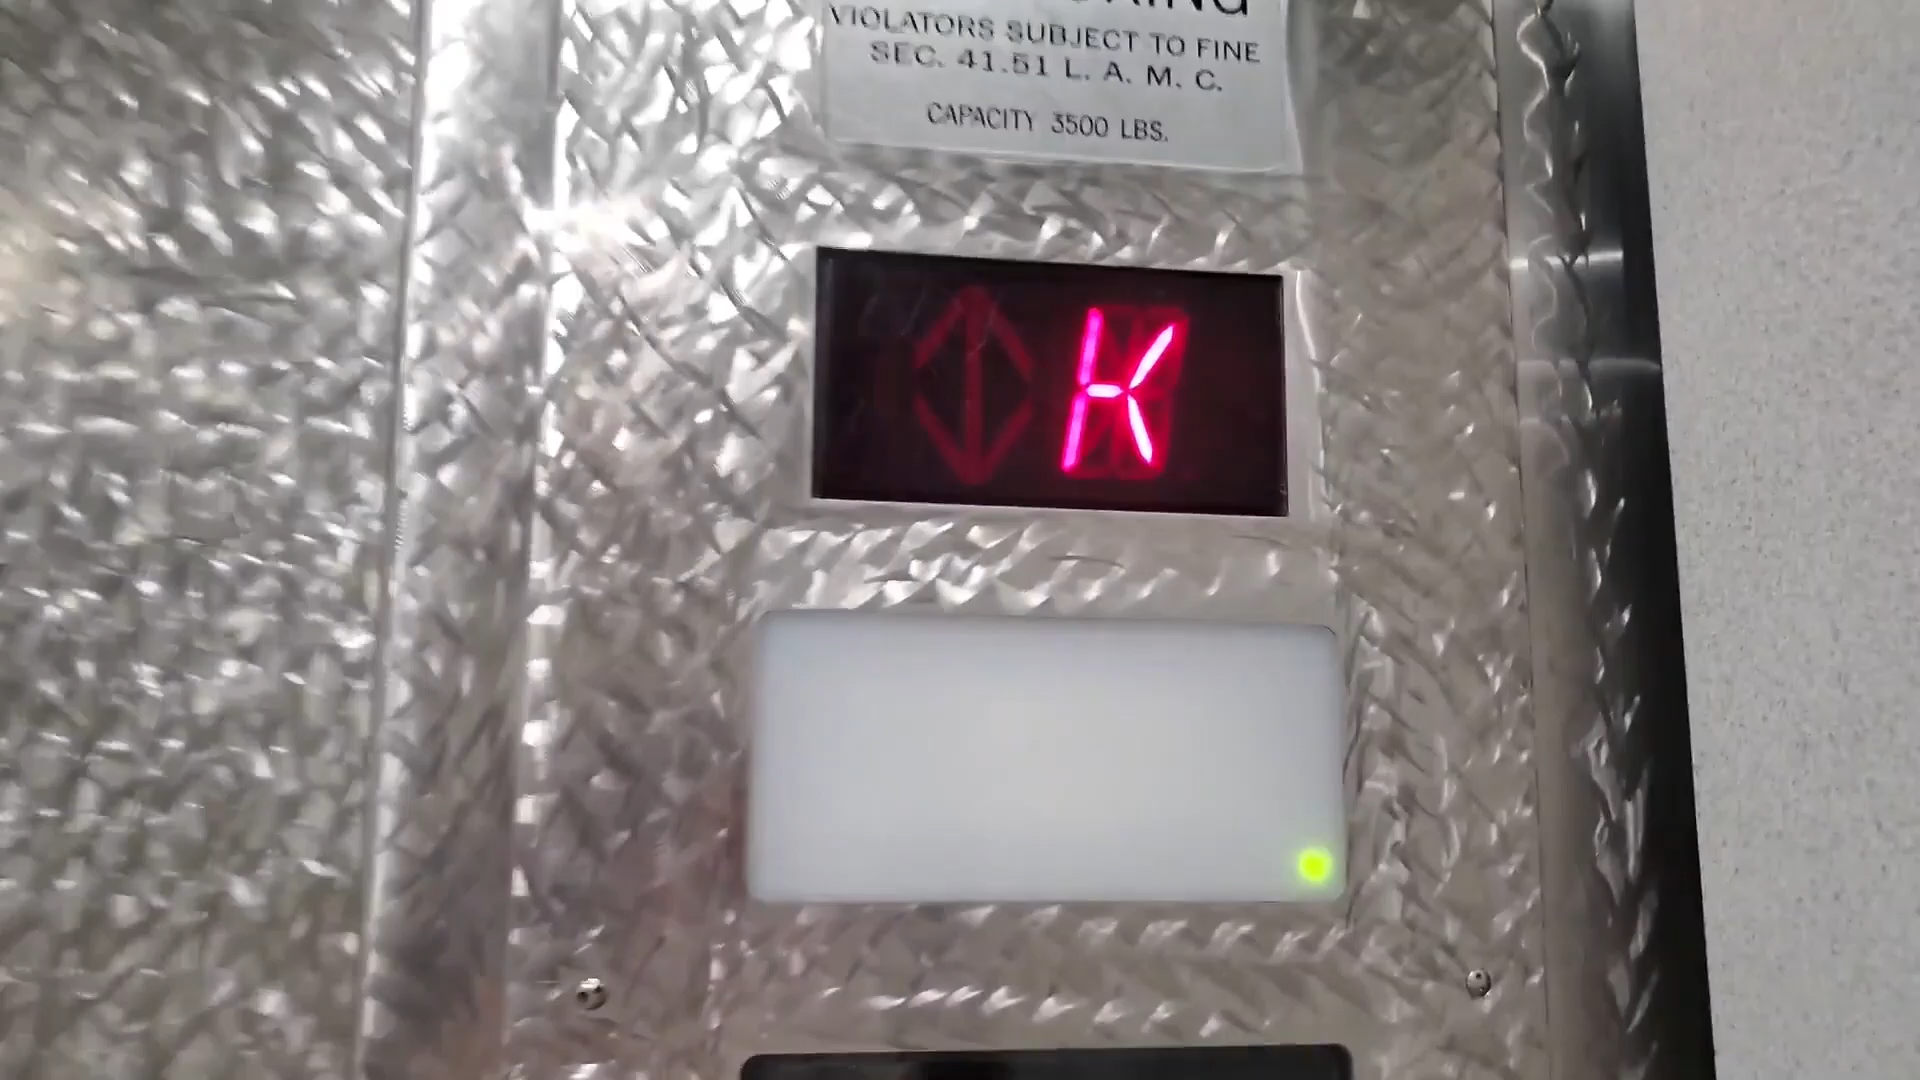 VIOLATORS SUBJECT TO FINE
SEC. 41.51 L. A. M. C.
CAPACITY 3500 LBS.
K